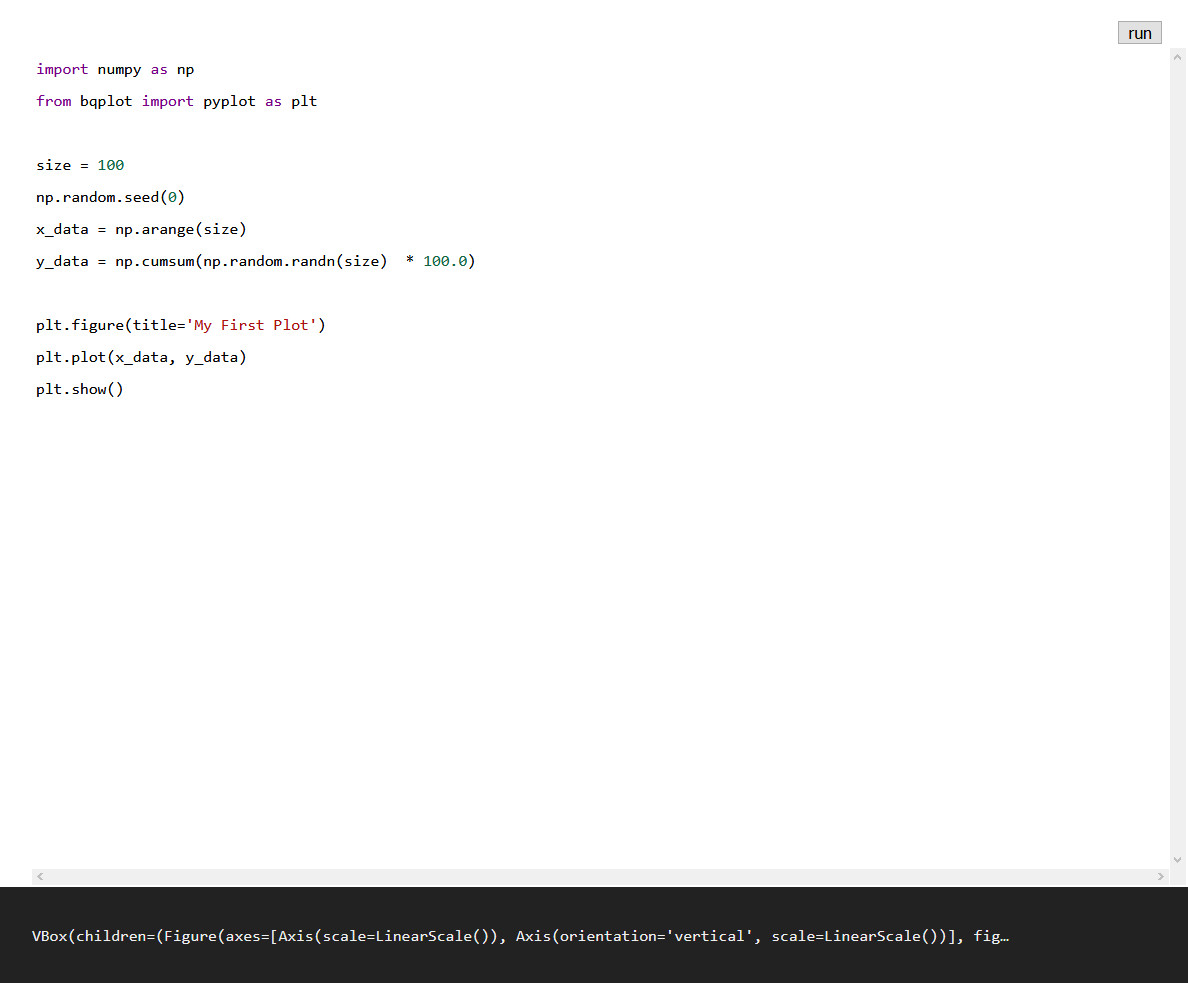 run
import numpy as np
from bqplot import pyplot as plt
size = 100
np.random.seed(0)
x_data = np.arange(size)
y_data = np.cumsum(np.random.randn(size)  * 100.0)
plt.figure(title='My First Plot')
plt.plot(x_data, y_data)
plt.show()
VBox(children=(Figure(axes=[Axis(scale=LinearScale()), Axis(orientation='vertical', scale=LinearScale())], fig…